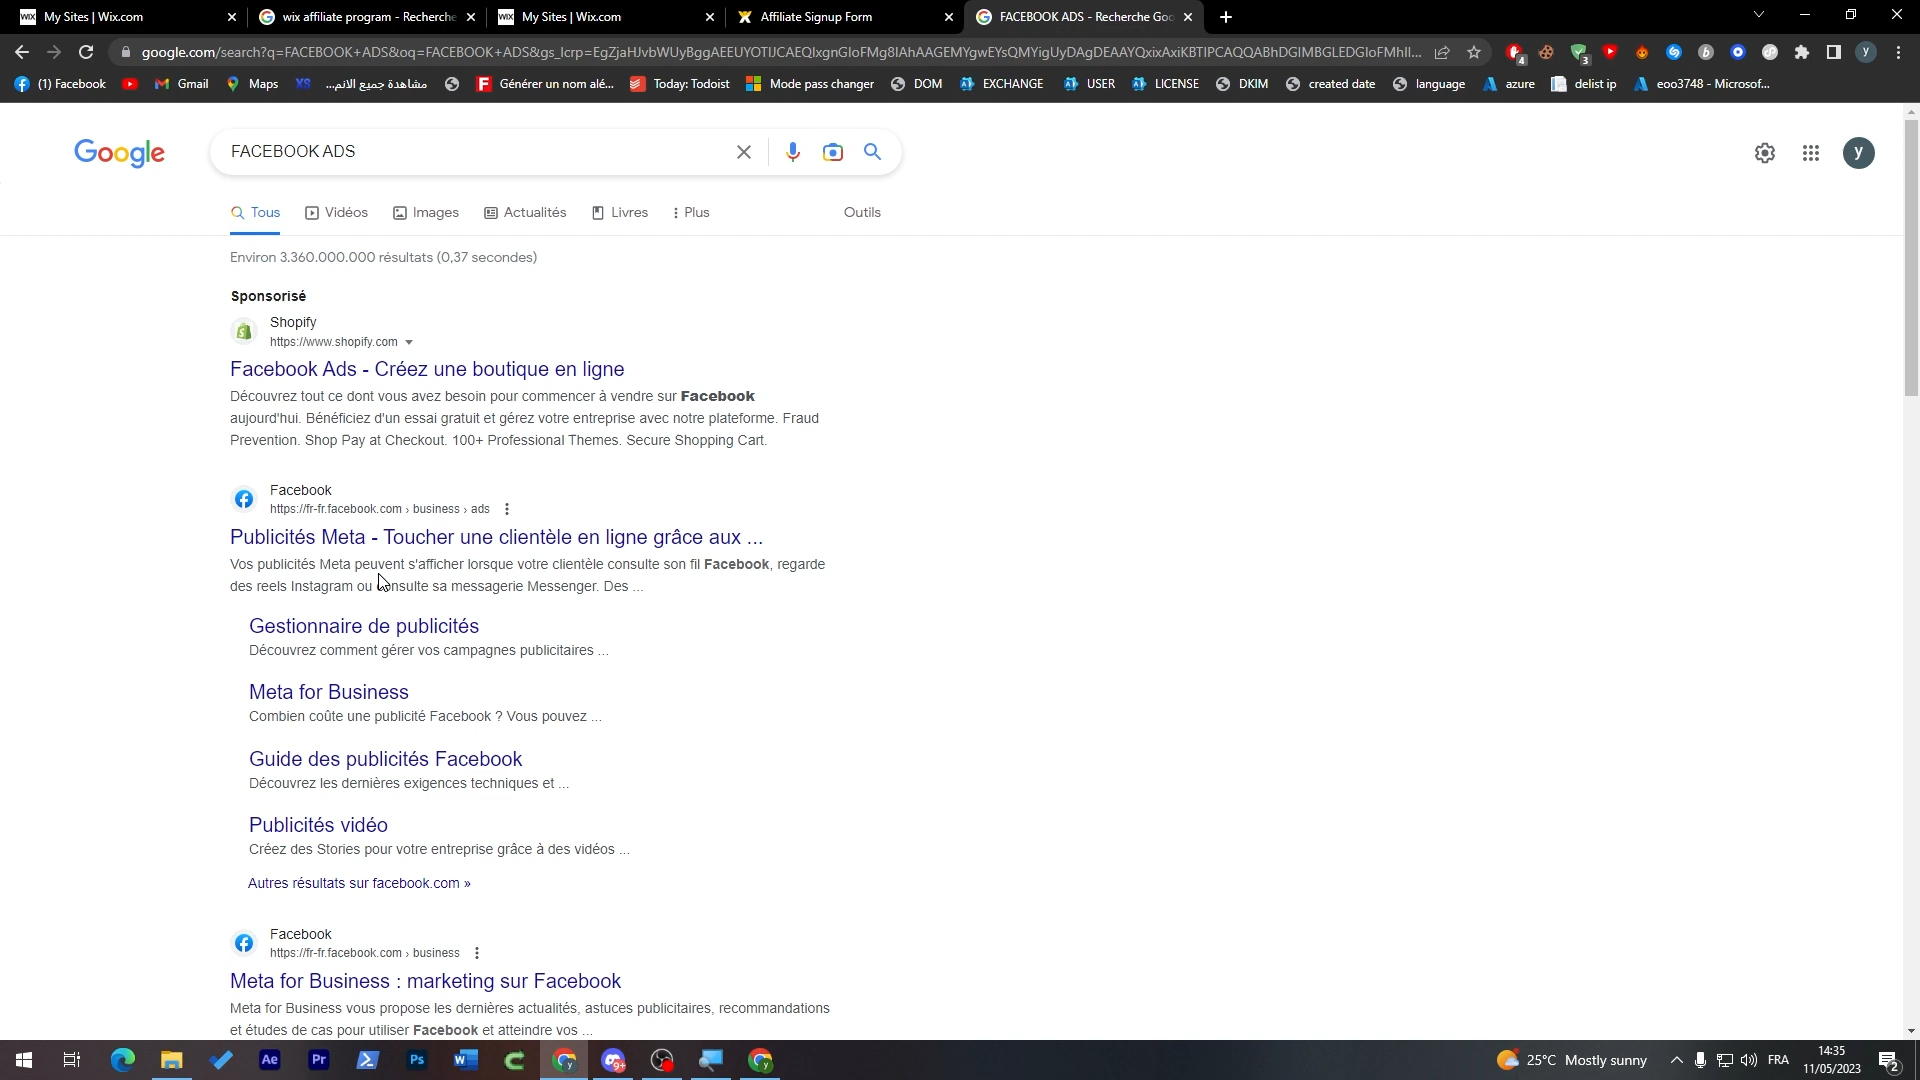 My Sites | Wix.com
wix affiliate program - Recherche
My Sites | Wix.com
Affiliate Signup Form
FACEBOOK ADS - Recherche Goo
(1) Facebook
Gmail
Maps
مشاهدة جميع الانم...
Générer un nom alé...
Today: Todoist
Mode pass changer
DOM
EXCHANGE
USER
LICENSE
DKIM
created date
language
azure
delist ip
eoo3748 - Microsof...
Google
FACEBOOK ADS
y
Tous
Vidéos
Images
Actualités
Livres
Plus
Outils
Environ 3.360.000.000 résultats (0,37 secondes)
Sponsorisé
Shopify
https://www.shopify.com
Facebook Ads - Créez une boutique en ligne
Découvrez tout ce dont vous avez besoin pour commencer à vendre sur Facebook
aujourd'hui. Bénéficiez d'un essai gratuit et gérez votre entreprise avec notre plateforme. Fraud
Prevention. Shop Pay at Checkout. 100+ Professional Themes. Secure Shopping Cart.
Facebook
https://fr-fr.facebook.com › business › ads
Publicités Meta - Toucher une clientèle en ligne grâce aux ...
Vos publicités Meta peuvent s'afficher lorsque votre clientèle consulte son fil Facebook, regarde
des reels Instagram ou consulte sa messagerie Messenger. Des ...
Gestionnaire de publicités
Découvrez comment gérer vos campagnes publicitaires ...
Meta for Business
Combien coûte une publicité Facebook ? Vous pouvez ...
Guide des publicités Facebook
Découvrez les dernières exigences techniques et ...
Publicités vidéo
Créez des Stories pour votre entreprise grâce à des vidéos ...
Autres résultats sur facebook.com »
Facebook
https://fr-fr.facebook.com › business
Meta for Business : marketing sur Facebook
Meta for Business vous propose les dernières actualités, astuces publicitaires, recommandations
et études de cas pour utiliser Facebook et atteindre vos ...
25°C Mostly sunny
FRA
14:35
11/05/2023
2